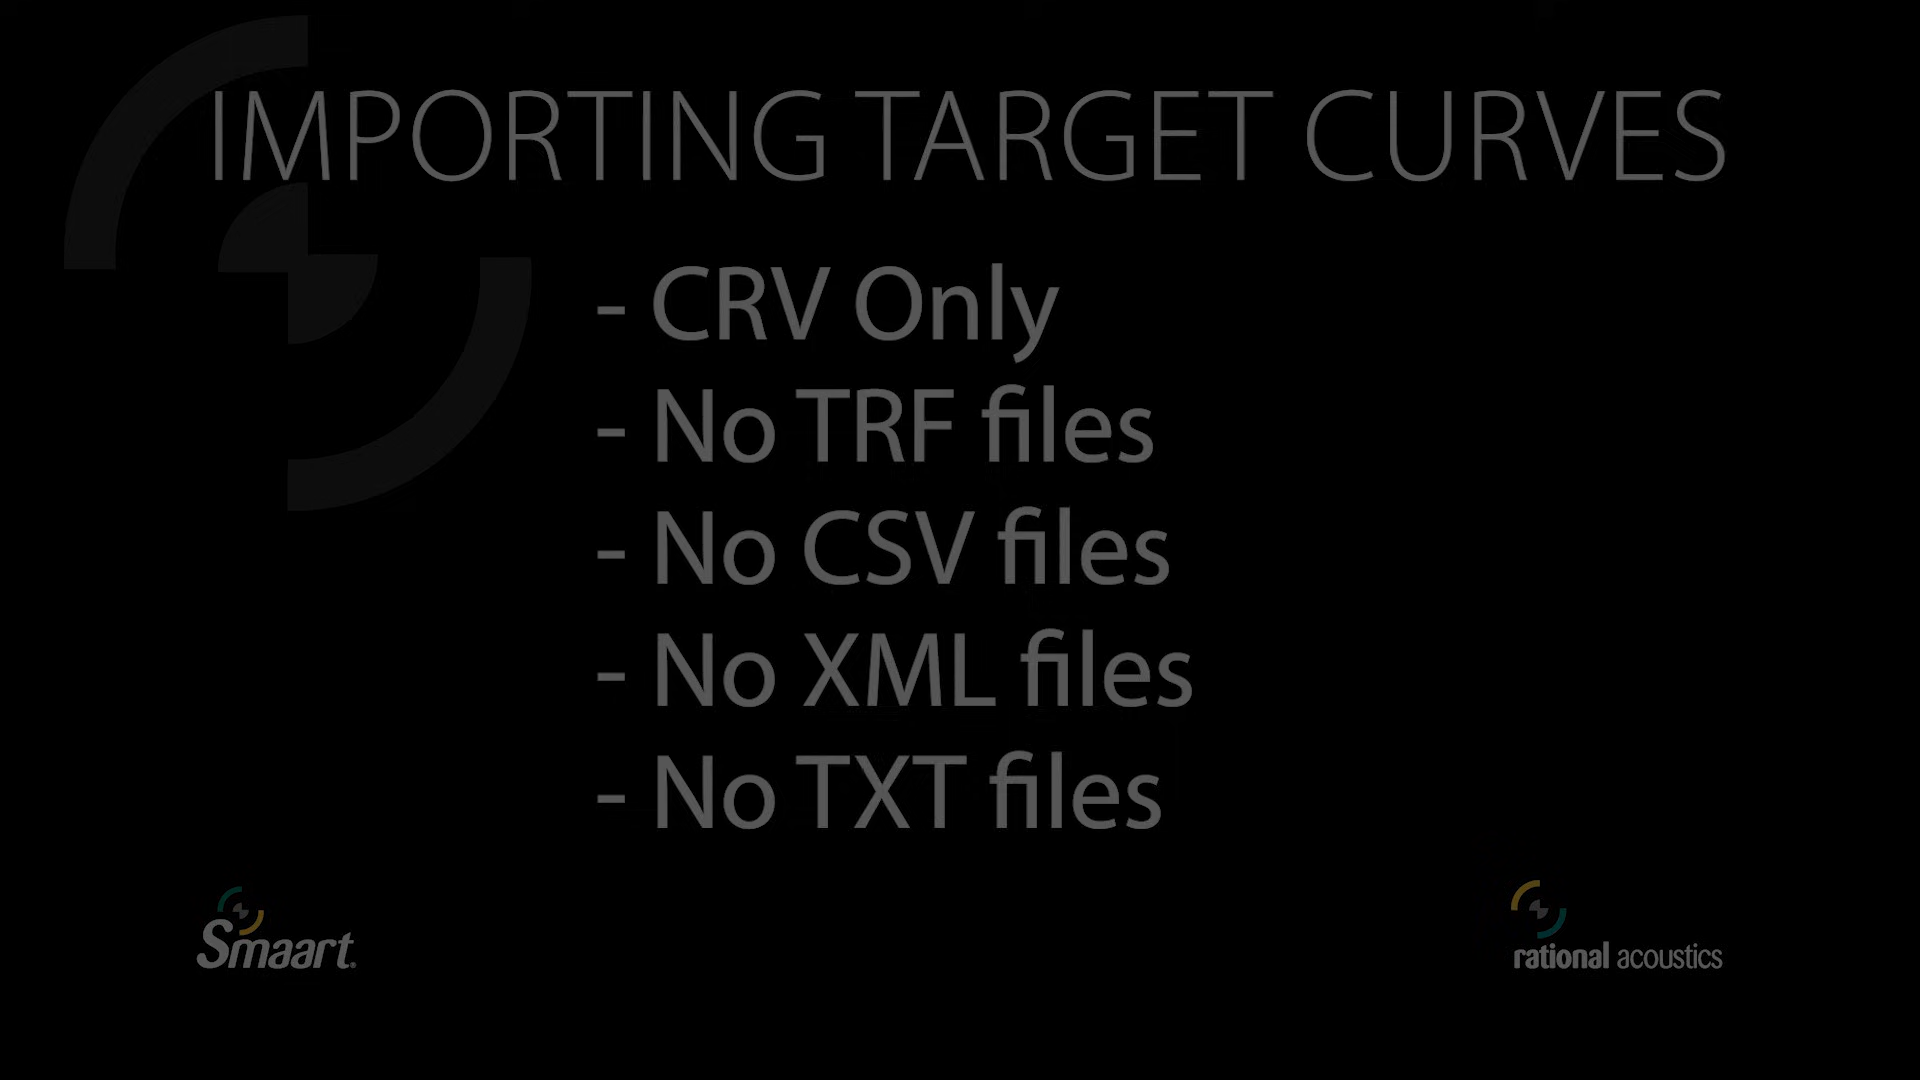 IMPORTING TARGET CURVES
- CRV Only
- No TRF files
- No CSV files
- No XML files
- No TXT files
Smaart®
rational acoustics